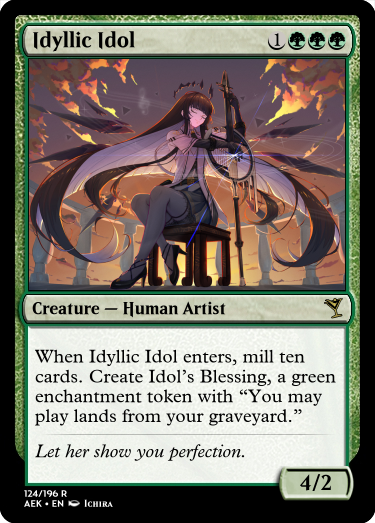 Idyllic Idol 1
Creature — Human Artist
When Idyllic Idol enters, mill ten
cards. Create Idol's Blessing, a green
enchantment token with “You may
play lands from your graveyard.”
Let her show you perfection.
4/2
124/196 R
AEK • EN Ichira